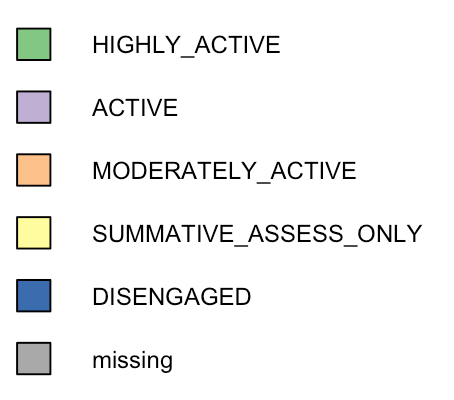 HIGHLY_ACTIVE
ACTIVE
MODERATELY_ACTIVE
SUMMATIVE_ASSESS_ONLY
DISENGAGED
missing